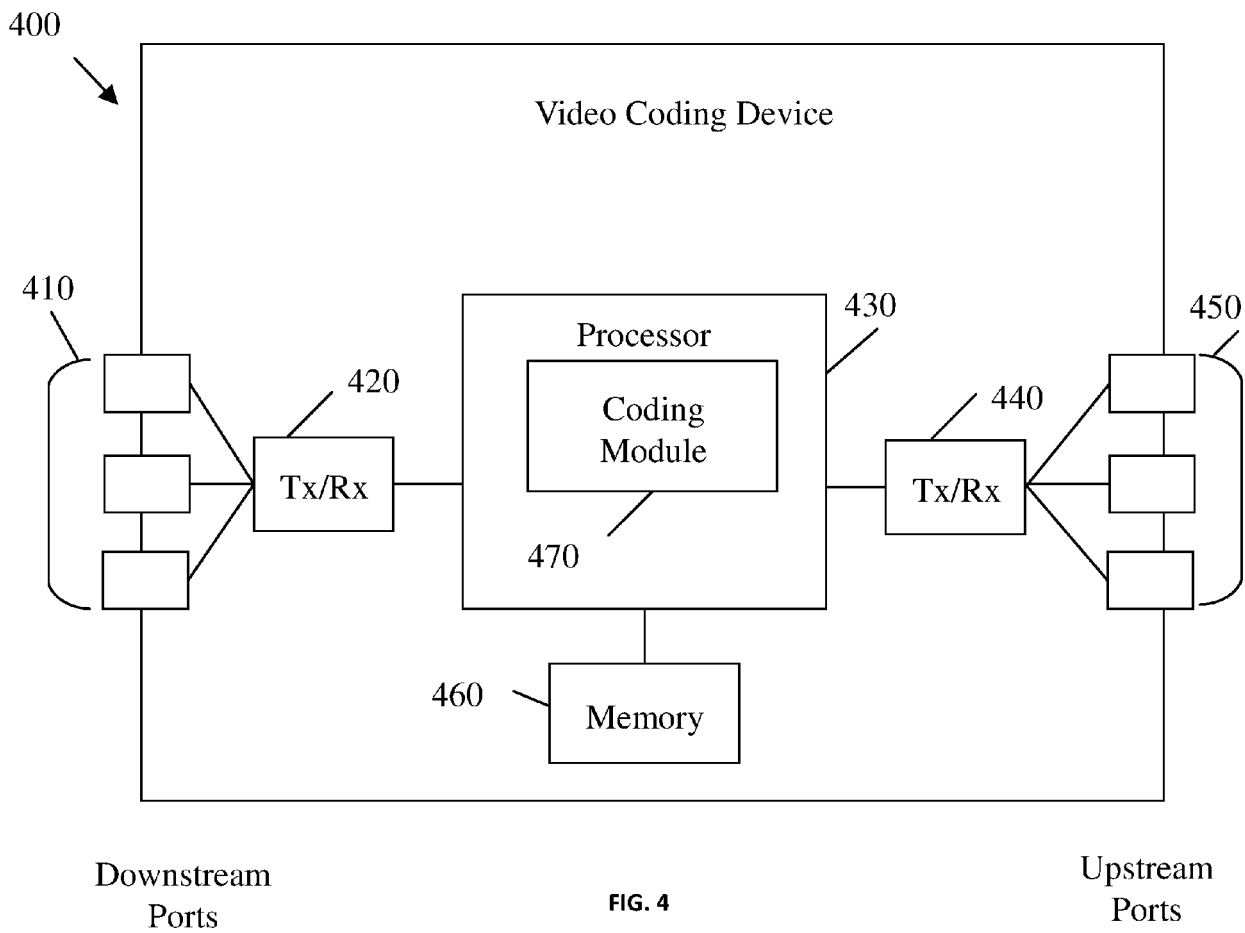 400
Video Coding Device
410
420
Tx/Rx
Processor
430
Coding
Module
470
440
Tx/Rx
450
460
Memory
Downstream
Ports
FIG. 4
Upstream
Ports